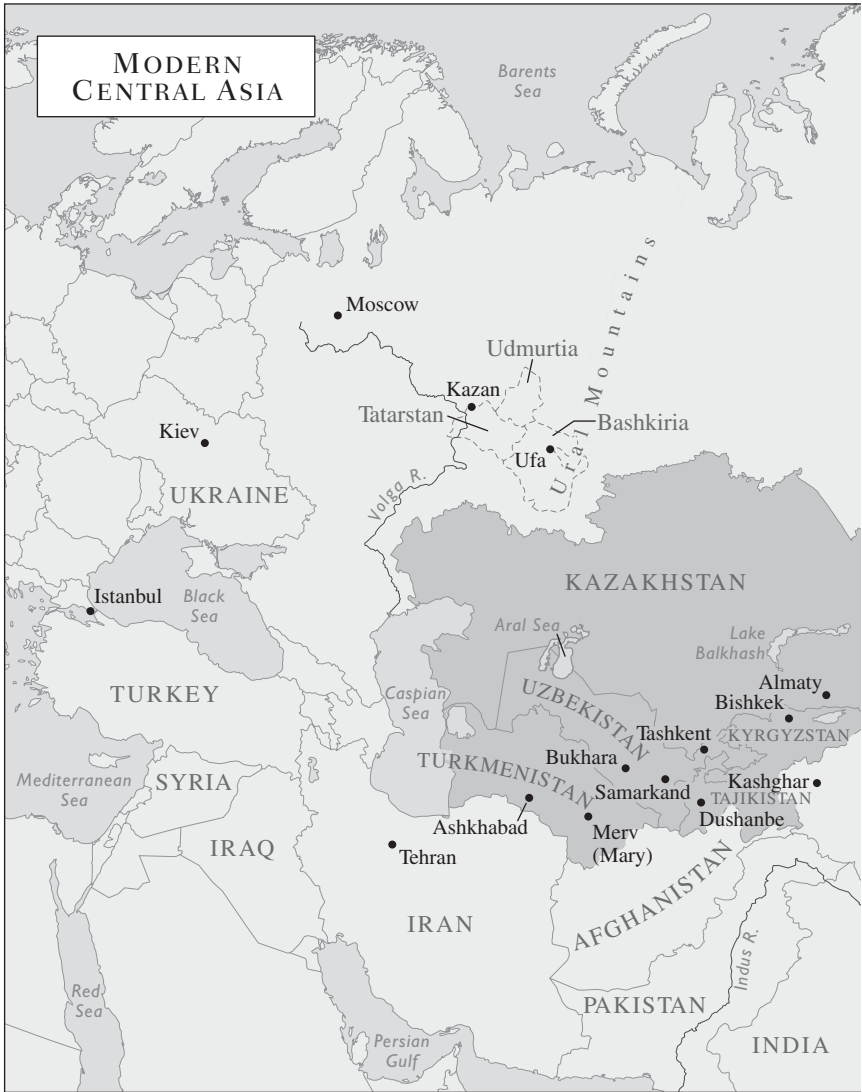 MODERN
CENTRAL ASIA
Barents
Sea
Moscow
Udmurtia
Kazan
Tatarstan
Bashkiria
Ufa
Ural Mountains
Kiev
UKRAINE
Volga R.
KAZAKHSTAN
Istanbul
Black
Sea
Aral Sea
Lake
Balkhash
TURKEY
Caspian
Sea
UZBEKISTAN
Almaty
Bishkek
KYRGYZSTAN
Tashkent
Bukhara
TURKMENISTAN
Samarkand
Kashghar
TAJIKISTAN
Dushanbe
Mediterranean
Sea
SYRIA
Ashkhabad
Merv
(Mary)
IRAQ
Tehran
AFGHANISTAN
IRAN
Indus R.
Red
Sea
PAKISTAN
Persian
Gulf
INDIA